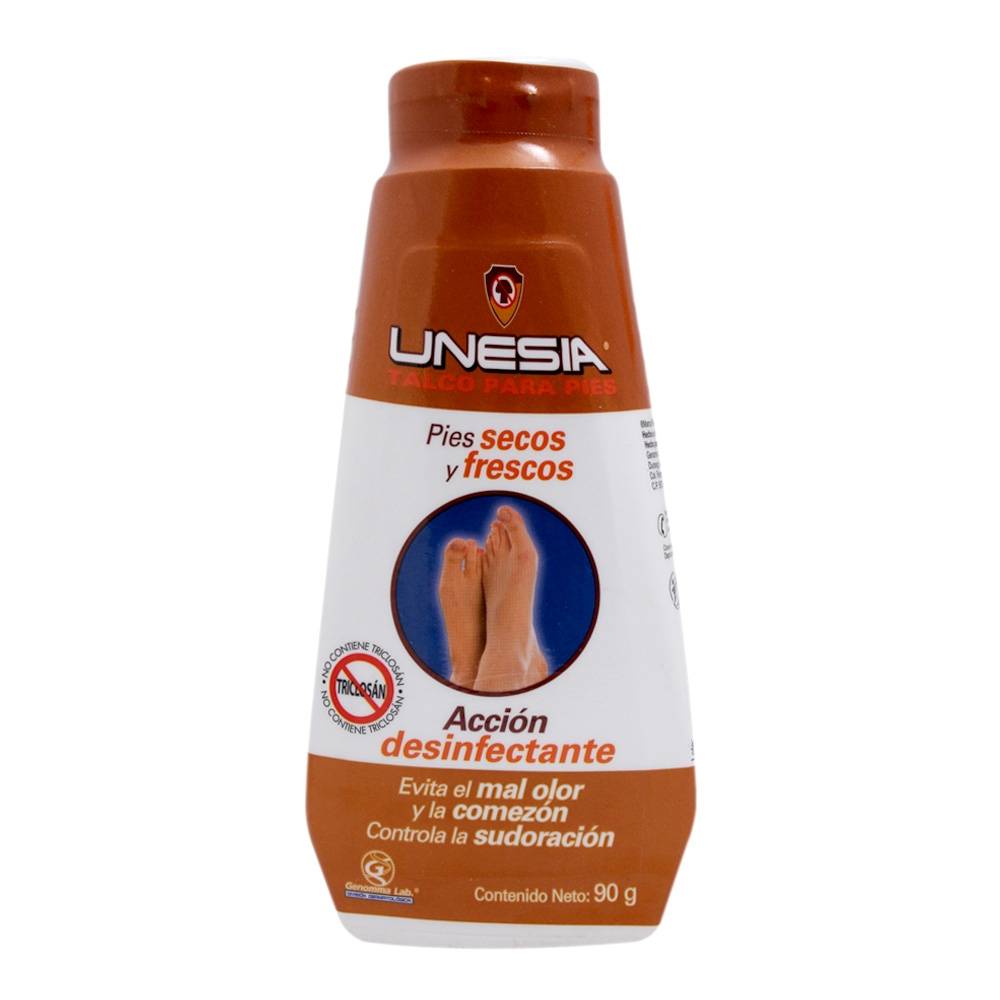 UNESIA®
TALCO PARA PIES
Pies secos
y frescos
NO CONTIENE TRICLOSÁN
TRICLOSÁN
NO CONTIENE TRICLOSÁN
Acción
desinfectante
Evita el mal olor
y la comezón
Controla la sudoración
Genomma Lab.®
Contenido Neto: 90 g